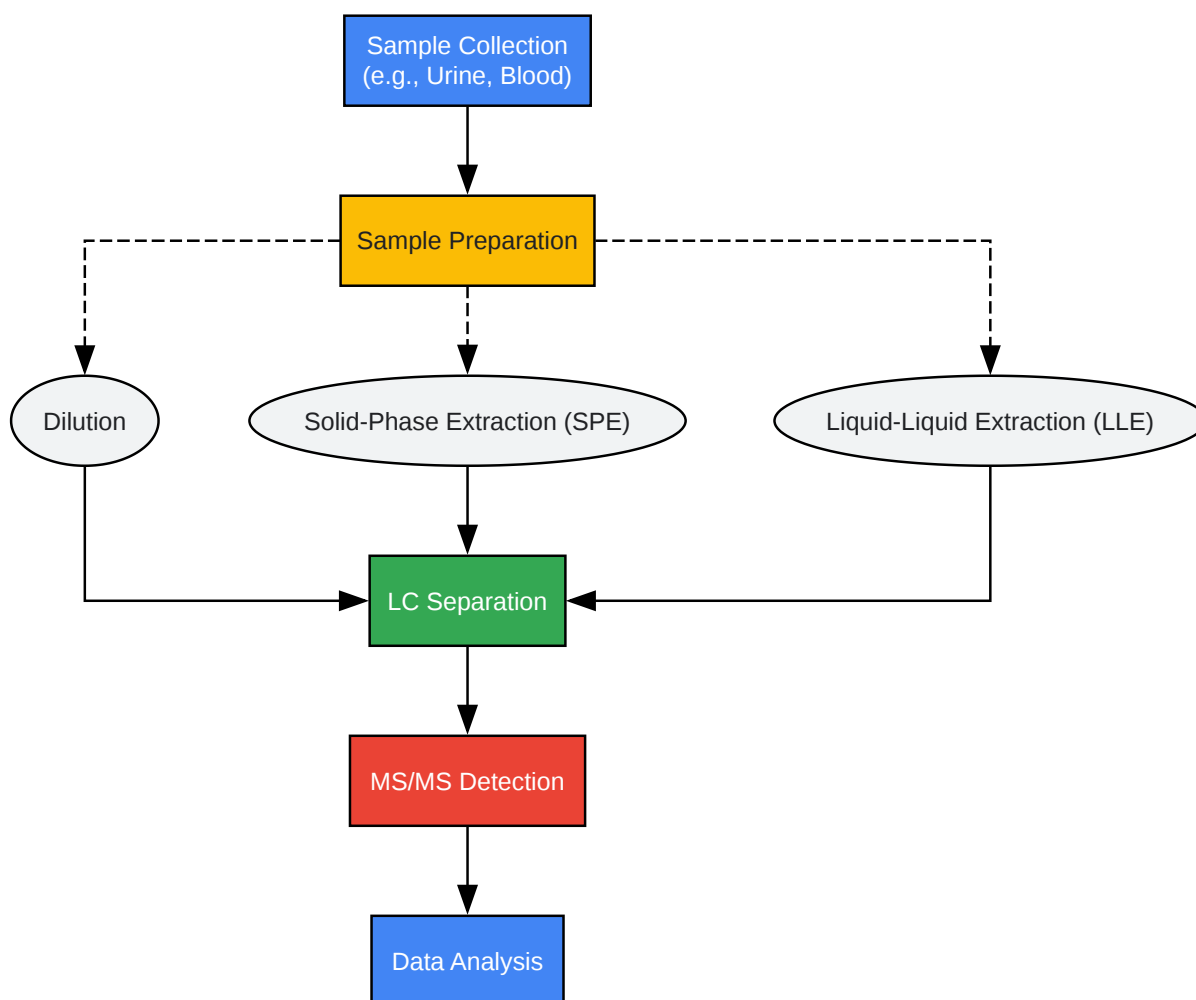 Sample Collection
(e.g., Urine, Blood)
Sample Preparation
Dilution
Solid-Phase Extraction (SPE)
Liquid-Liquid Extraction (LLE)
LC Separation
MS/MS Detection
Data Analysis